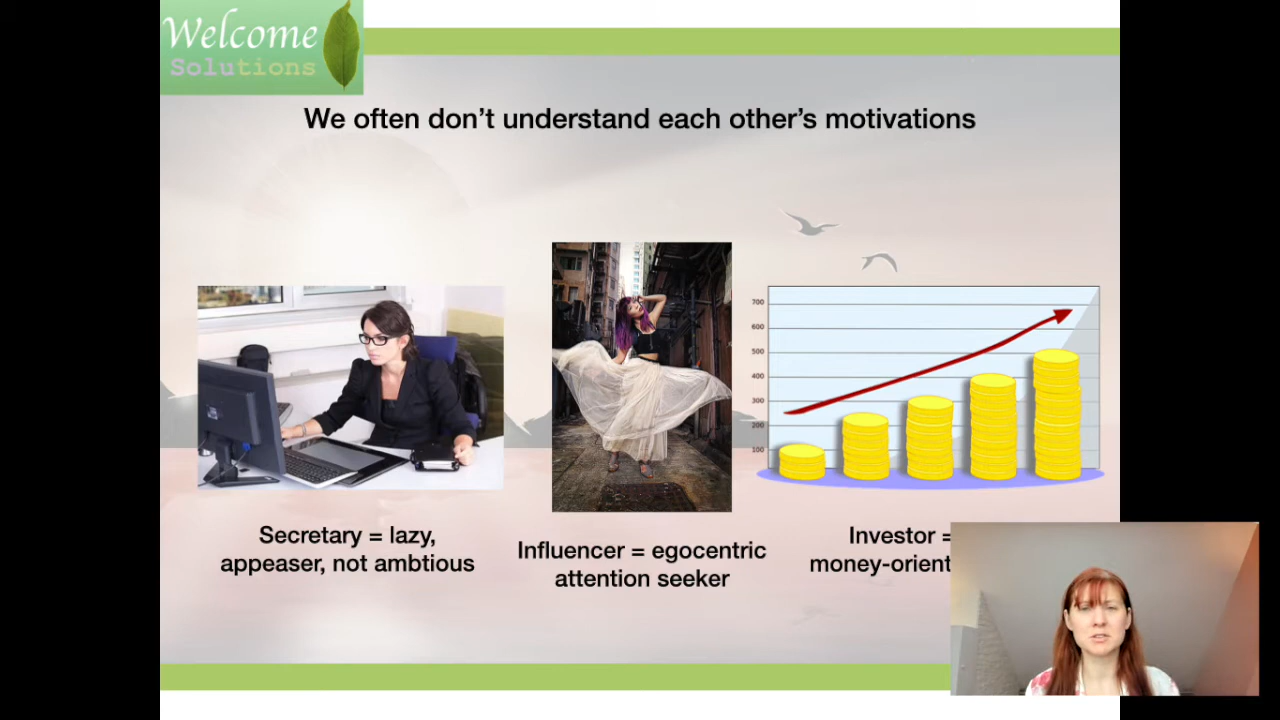 Welcome
Solutions
We often don't understand each other's motivations
700
600
500
400
300
200
100
Secretary = lazy,
appeaser, not ambtious
Influencer = egocentric
attention seeker
Investor =
money-orient